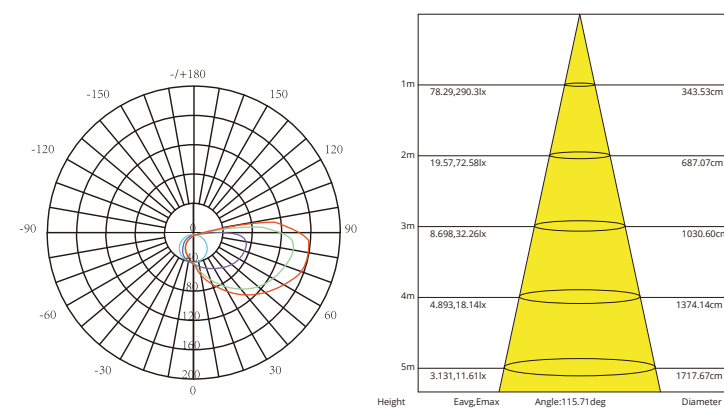 -/+180
-150
150
-120
120
-90
90
-60
60
-30
30
0
0
40
80
120
160
200
1m
78.29,290.3lx
343.53cm
2m
19.57,72.58lx
687.07cm
3m
8.698,32.26lx
1030.60cm
4m
4.893,18.14lx
1374.14cm
5m
3.131,11.61lx
1717.67cm
Height
Eavg,Emax
Angle:115.71deg
Diameter